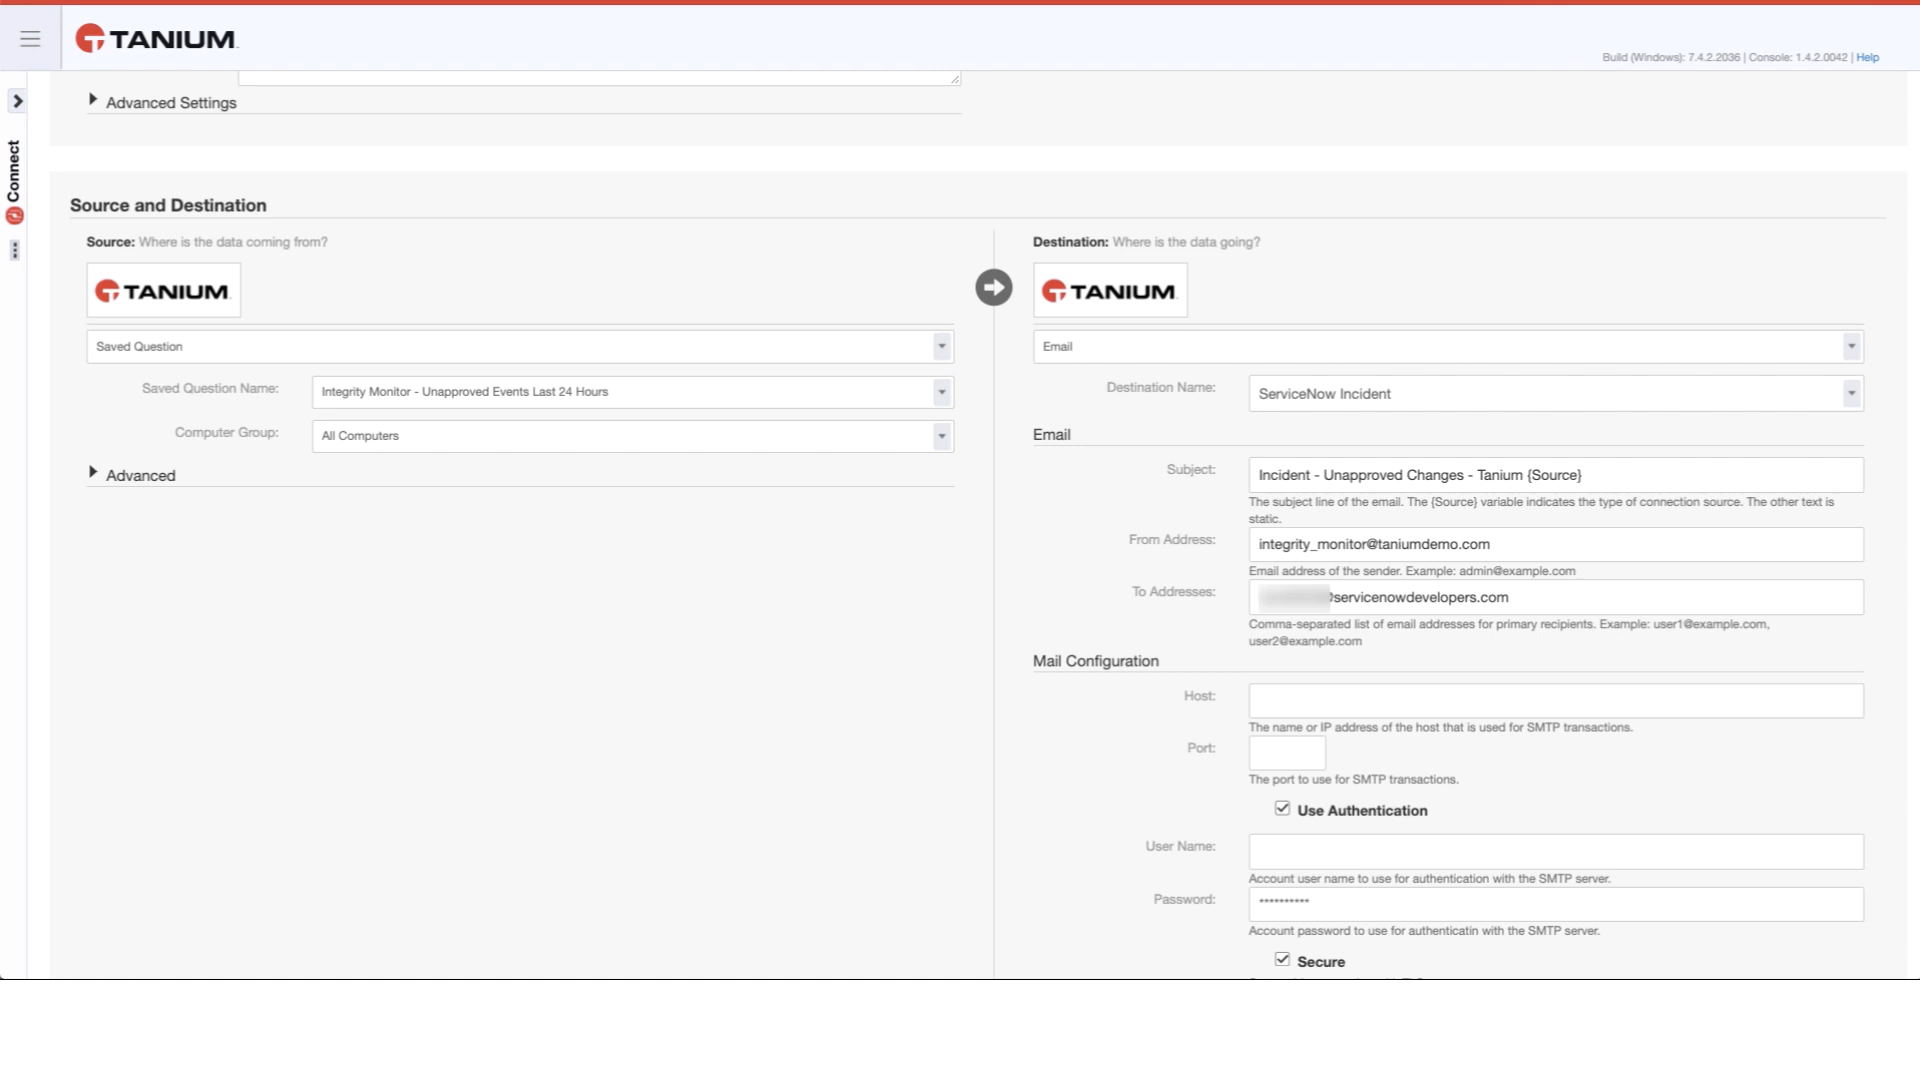 TANIUM
Build (Windows): 7.4.2.2036 | Console: 1.4.2.0042 | Help
Advanced Settings
Connect
Source and Destination
Source: Where is the data coming from?
TANIUM
Saved Question
Saved Question Name: Integrity Monitor - Unapproved Events Last 24 Hours
Computer Group: All Computers
Advanced
Destination: Where is the data going?
TANIUM
Email
Destination Name: ServiceNow Incident
Email
Subject: Incident - Unapproved Changes - Tanium {Source}
The subject line of the email. The {Source} variable indicates the type of connection source. The other text is
static.
From Address: integrity_monitor@taniumdemo.com
Email address of the sender. Example: admin@example.com
To Addresses: servicenowdevelopers.com
Comma-separated list of email addresses for primary recipients. Example: user1@example.com,
user2@example.com
Mail Configuration
Host:
The name or IP address of the host that is used for SMTP transactions.
Port:
The port to use for SMTP transactions.
Use Authentication
User Name:
Account user name to use for authentication with the SMTP server.
Password: **********
Account password to use for authenticatin with the SMTP server.
Secure